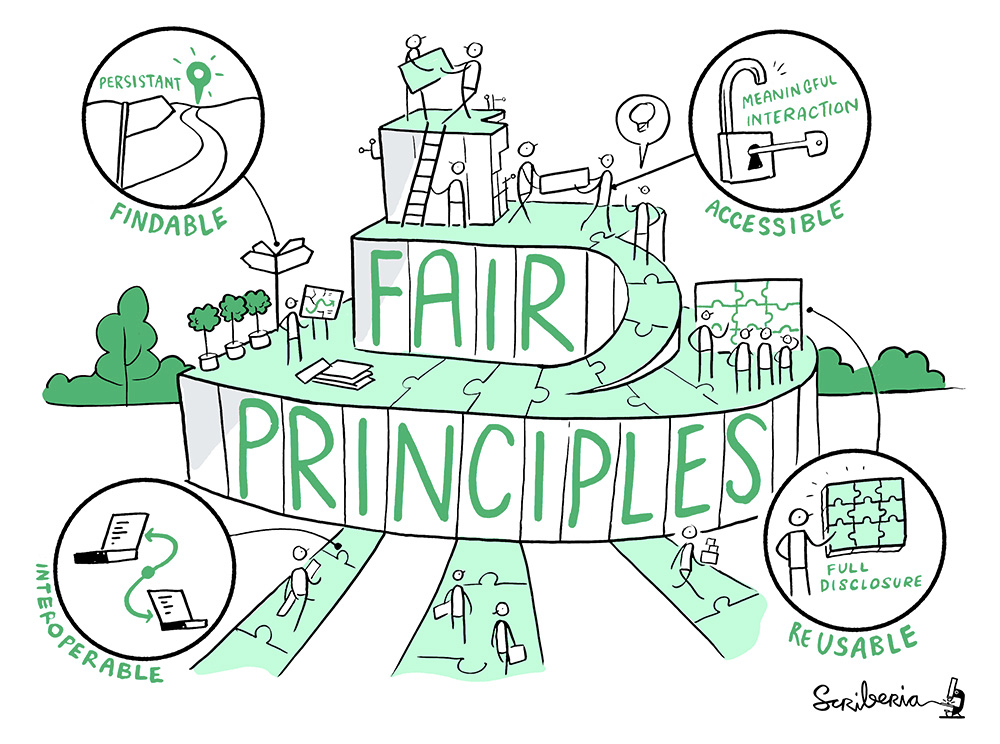 PERSISTANT
FINDABLE
MEANINGFUL
INTERACTION
ACCESSIBLE
FAIR
PRINCIPLES
INTEROPERABLE
FULL
DISCLOSURE
REUSABLE
Scriberia